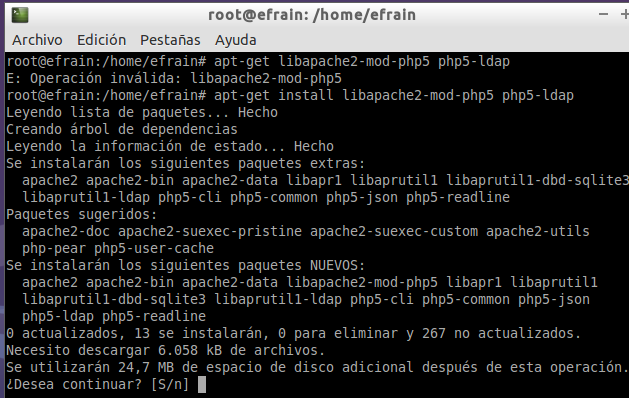 root@efrain: /home/efrain
Archivo Edición Pestañas Ayuda
root@efrain:/home/efrain# apt-get libapache2-mod-php5 php5-ldap
E: Operación inválida: libapache2-mod-php5
root@efrain:/home/efrain# apt-get install libapache2-mod-php5 php5-ldap
Leyendo lista de paquetes... Hecho
Creando árbol de dependencias
Leyendo la información de estado... Hecho
Se instalarán los siguientes paquetes extras:
apache2 apache2-bin apache2-data libapr1 libaprutil1 libaprutil1-dbd-sqlite3
libaprutil1-ldap php5-cli php5-common php5-json php5-readline
Paquetes sugeridos:
apache2-doc apache2-suexec-pristine apache2-suexec-custom apache2-utils
php-pear php5-user-cache
Se instalarán los siguientes paquetes NUEVOS:
apache2 apache2-bin apache2-data libapache2-mod-php5 libapr1 libaprutil1
libaprutil1-dbd-sqlite3 libaprutil1-ldap php5-cli php5-common php5-json
php5-ldap php5-readline
0 actualizados, 13 se instalarán, 0 para eliminar y 267 no actualizados.
Necesito descargar 6.058 kB de archivos.
Se utilizarán 24,7 MB de espacio de disco adicional después de esta operación.
¿Desea continuar? [S/n]